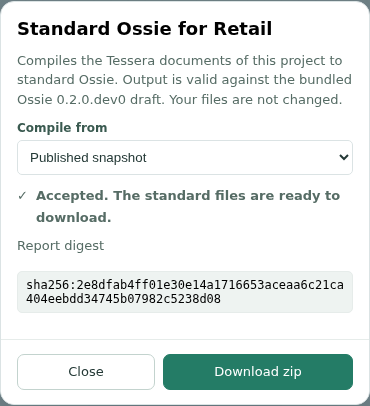 Standard Ossie for Retail
Compiles the Tessera documents of this project to
standard Ossie. Output is valid against the bundled
Ossie 0.2.0.dev0 draft. Your files are not changed.
Compile from
Published snapshot
✓ Accepted. The standard files are ready to
download.
Report digest
sha256:2e8dfab4ff01e30e14a1716653aceaa6c21ca
404eebdd34745b07982c5238d08
Close
Download zip